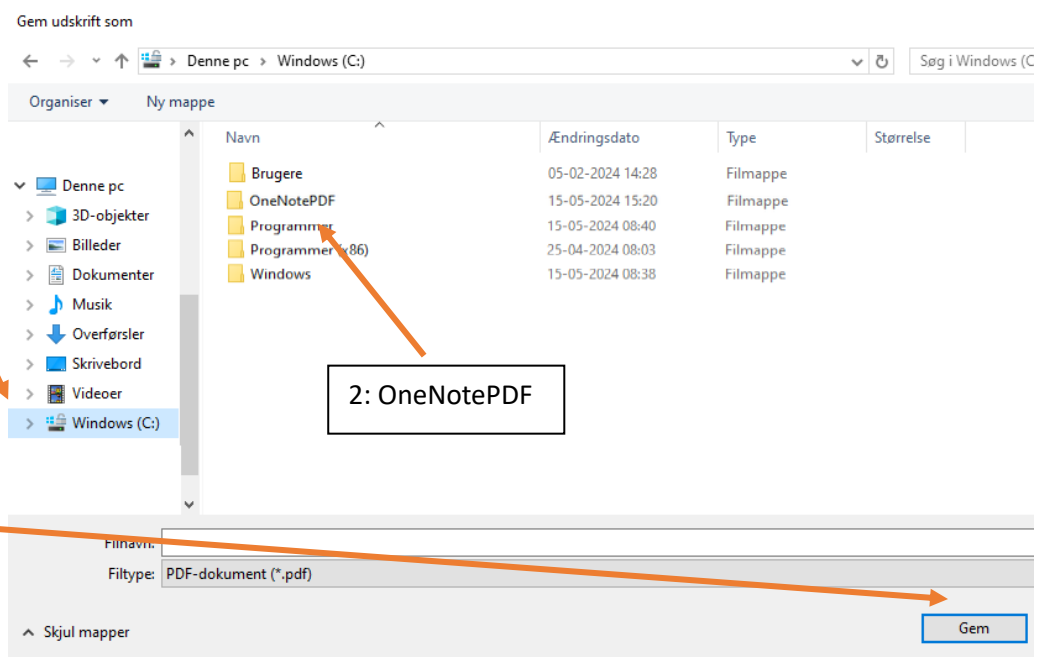 Gem udskrift som
Denne pc > Windows (C:)
Søg i Windows (C
Organiser
Ny mappe
Navn Ændringsdato Type Størrelse
Brugere 05-02-2024 14:28 Filmappe
OneNotePDF 15-05-2024 15:20 Filmappe
Programmer 15-05-2024 08:40 Filmappe
Programmer (x86) 25-04-2024 08:03 Filmappe
Windows 15-05-2024 08:38 Filmappe
Denne pc
3D-objekter
Billeder
Dokumenter
Musik
Overførsler
Skrivebord
Videoer
Windows (C:)
2: OneNotePDF
Filnavn:
Filtype: PDF-dokument (*.pdf)
Skjul mapper
Gem